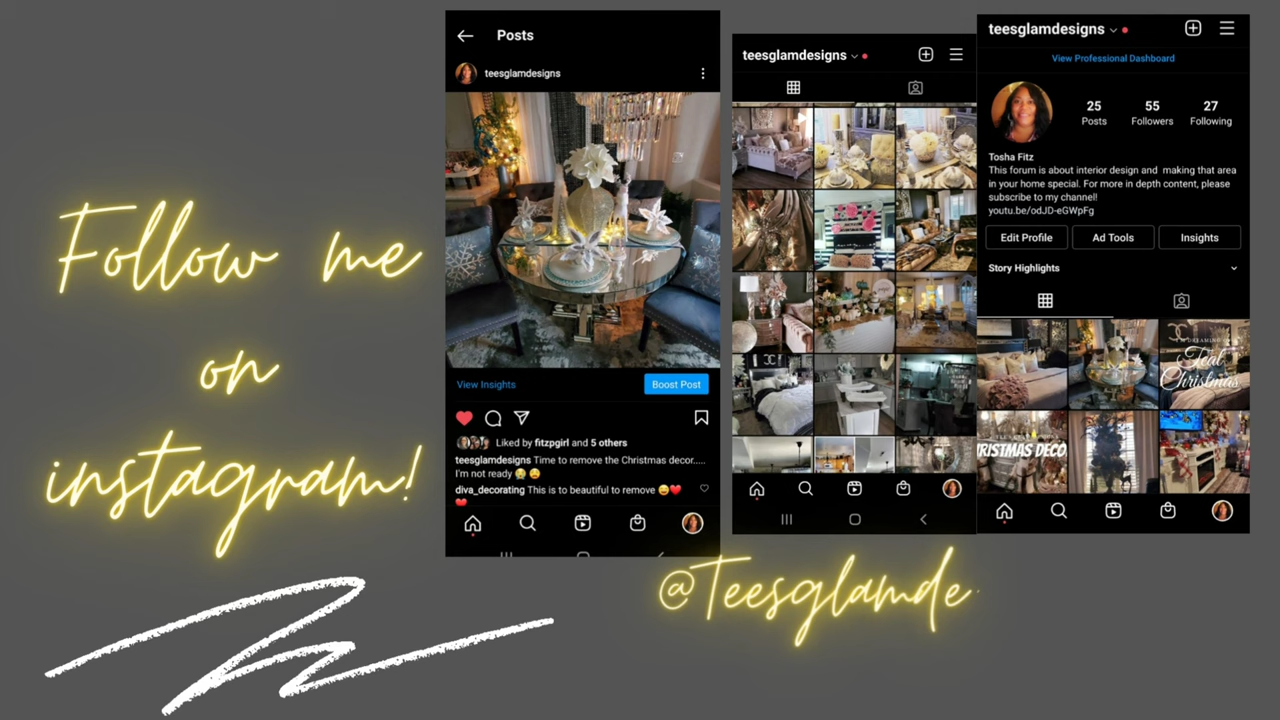 Follow me
on
instagram!
Posts
teesglamdesigns
View Insights
Boost Post
Liked by fitzpgirl and 5 others
teesglamdesigns Time to remove the Christmas decor.....
I'm not ready 😭😩
diva_decorating This is to beautiful to remove 😄❤️
❤️
teesglamdesigns
teesglamdesigns
View Professional Dashboard
25
Posts
55
Followers
27
Following
Tosha Fitz
This forum is about interior design and making that area
in your home special. For more in depth content, please
subscribe to my channel!
youtu.be/odJD-eGWpFg
Edit Profile
Ad Tools
Insights
Story Highlights
I'M DREAMING OF A
Teal
Christmas
RISTMAS DECO
@Teesglamde